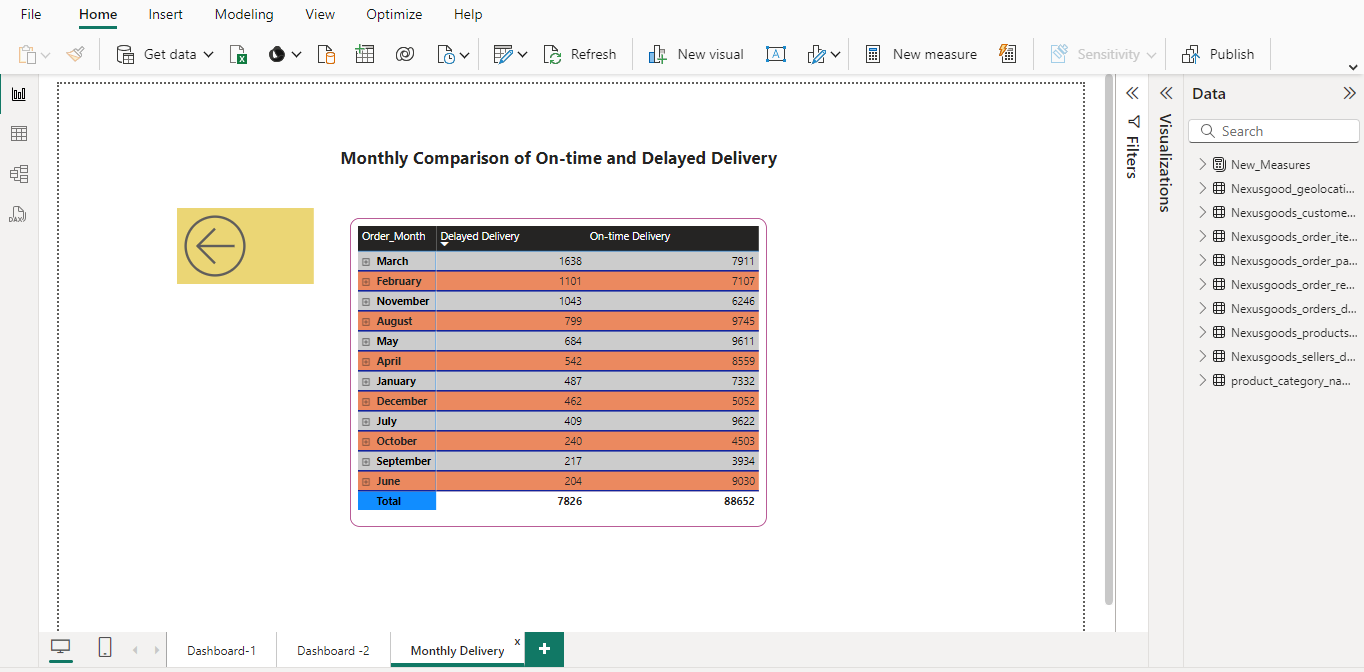 File Home Insert Modeling View Optimize Help
Get data Refresh New visual A New measure Sensitivity Publish
Data
Search
Filters
Visualizations
New_Measures
Nexusgood_geolocati...
Nexusgoods_custome...
Nexusgoods_order_ite...
Nexusgoods_order_pa...
Nexusgoods_order_re...
Nexusgoods_orders_d...
Nexusgoods_products...
Nexusgoods_sellers_d...
product_category_na...
DAX
Monthly Comparison of On-time and Delayed Delivery
Order_Month Delayed Delivery On-time Delivery
March 1638 7911
February 1101 7107
November 1043 6246
August 799 9745
May 684 9611
April 542 8559
January 487 7332
December 462 5052
July 409 9622
October 240 4503
September 217 3934
June 204 9030
Total 7826 88652
Dashboard-1 Dashboard -2 Monthly Delivery x +